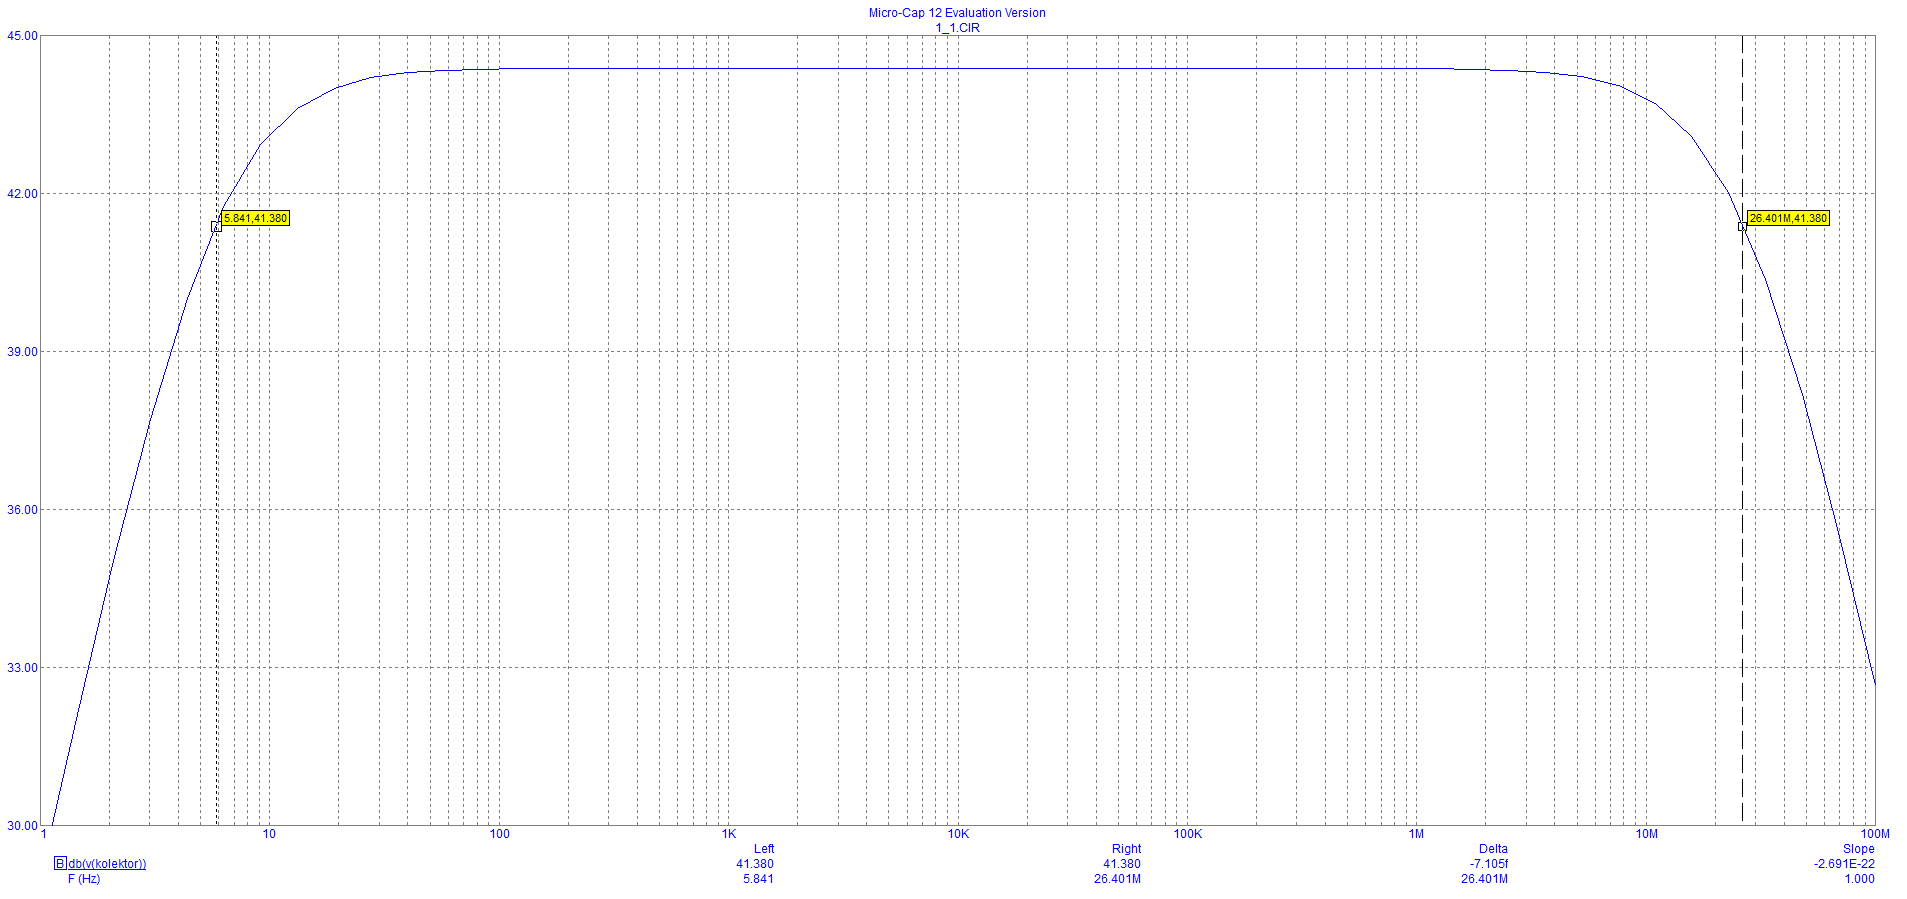 Micro-Cap 12 Evaluation Version
1_1.CIR
45.00
42.00
5.841,41.380
26.401M,41.380
39.00
36.00
33.00
30.00
1 10 100 1K 10K 100K 1M 10M 100M
Left Right Delta Slope
B db(v(kolektor)) 41.380 41.380 -7.105f -2.691E-22
F (Hz) 5.841 26.401M 26.401M 1.000